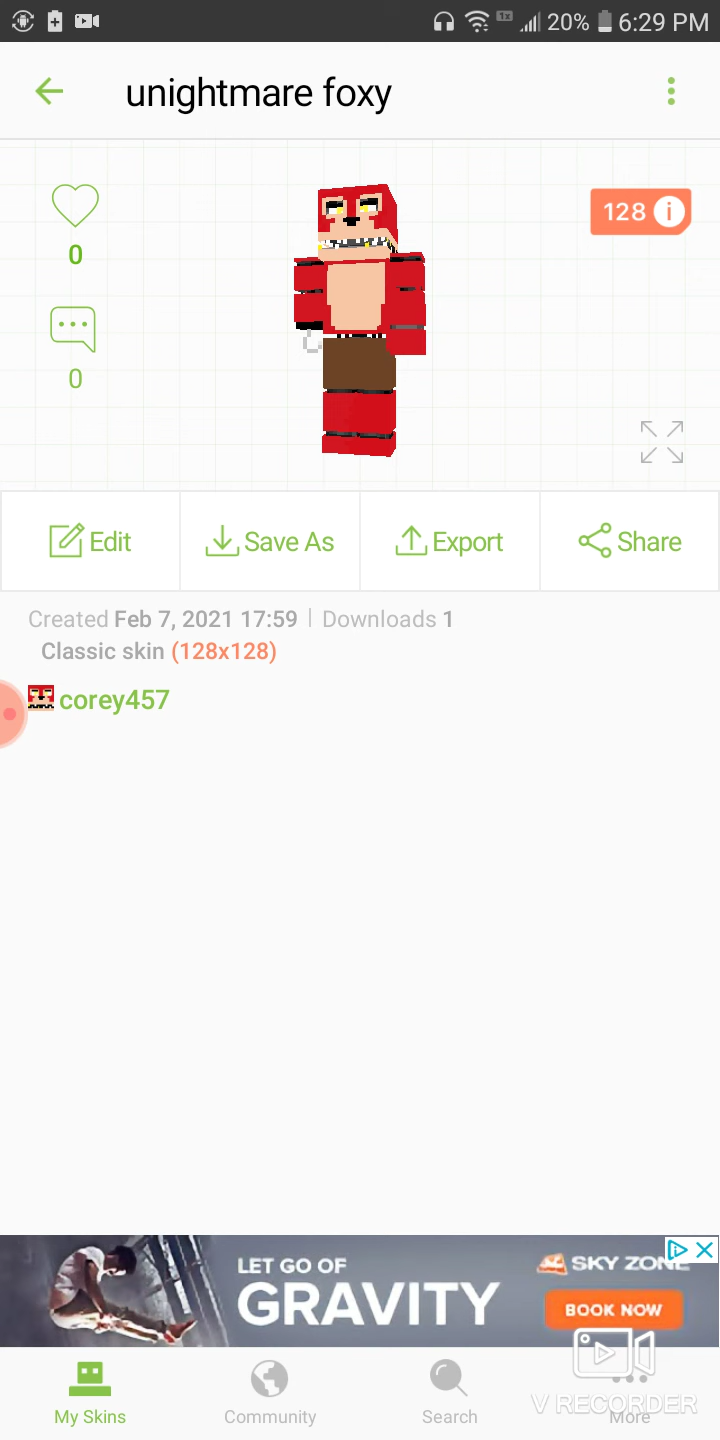 1x 20% 6:29 PM
unightmare foxy
0
128 i
0
Edit Save As Export Share
Created Feb 7, 2021 17:59 | Downloads 1
Classic skin (128x128)
corey457
LET GO OF
GRAVITY
SKY ZONE
BOOK NOW
V RECORDER
My Skins Community Search More